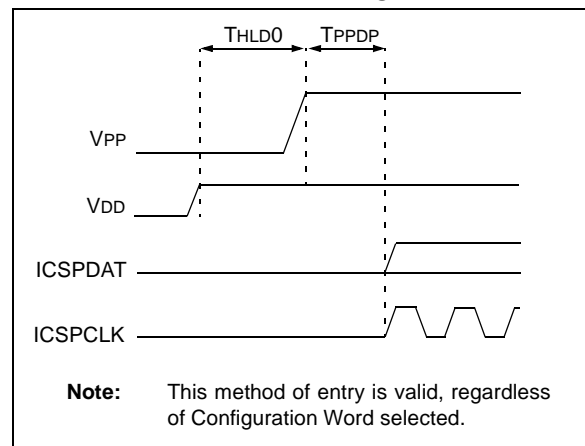 THLD0 TPPDP
VPP
VDD
ICSPDAT
ICSPCLK
Note: This method of entry is valid, regardless
of Configuration Word selected.